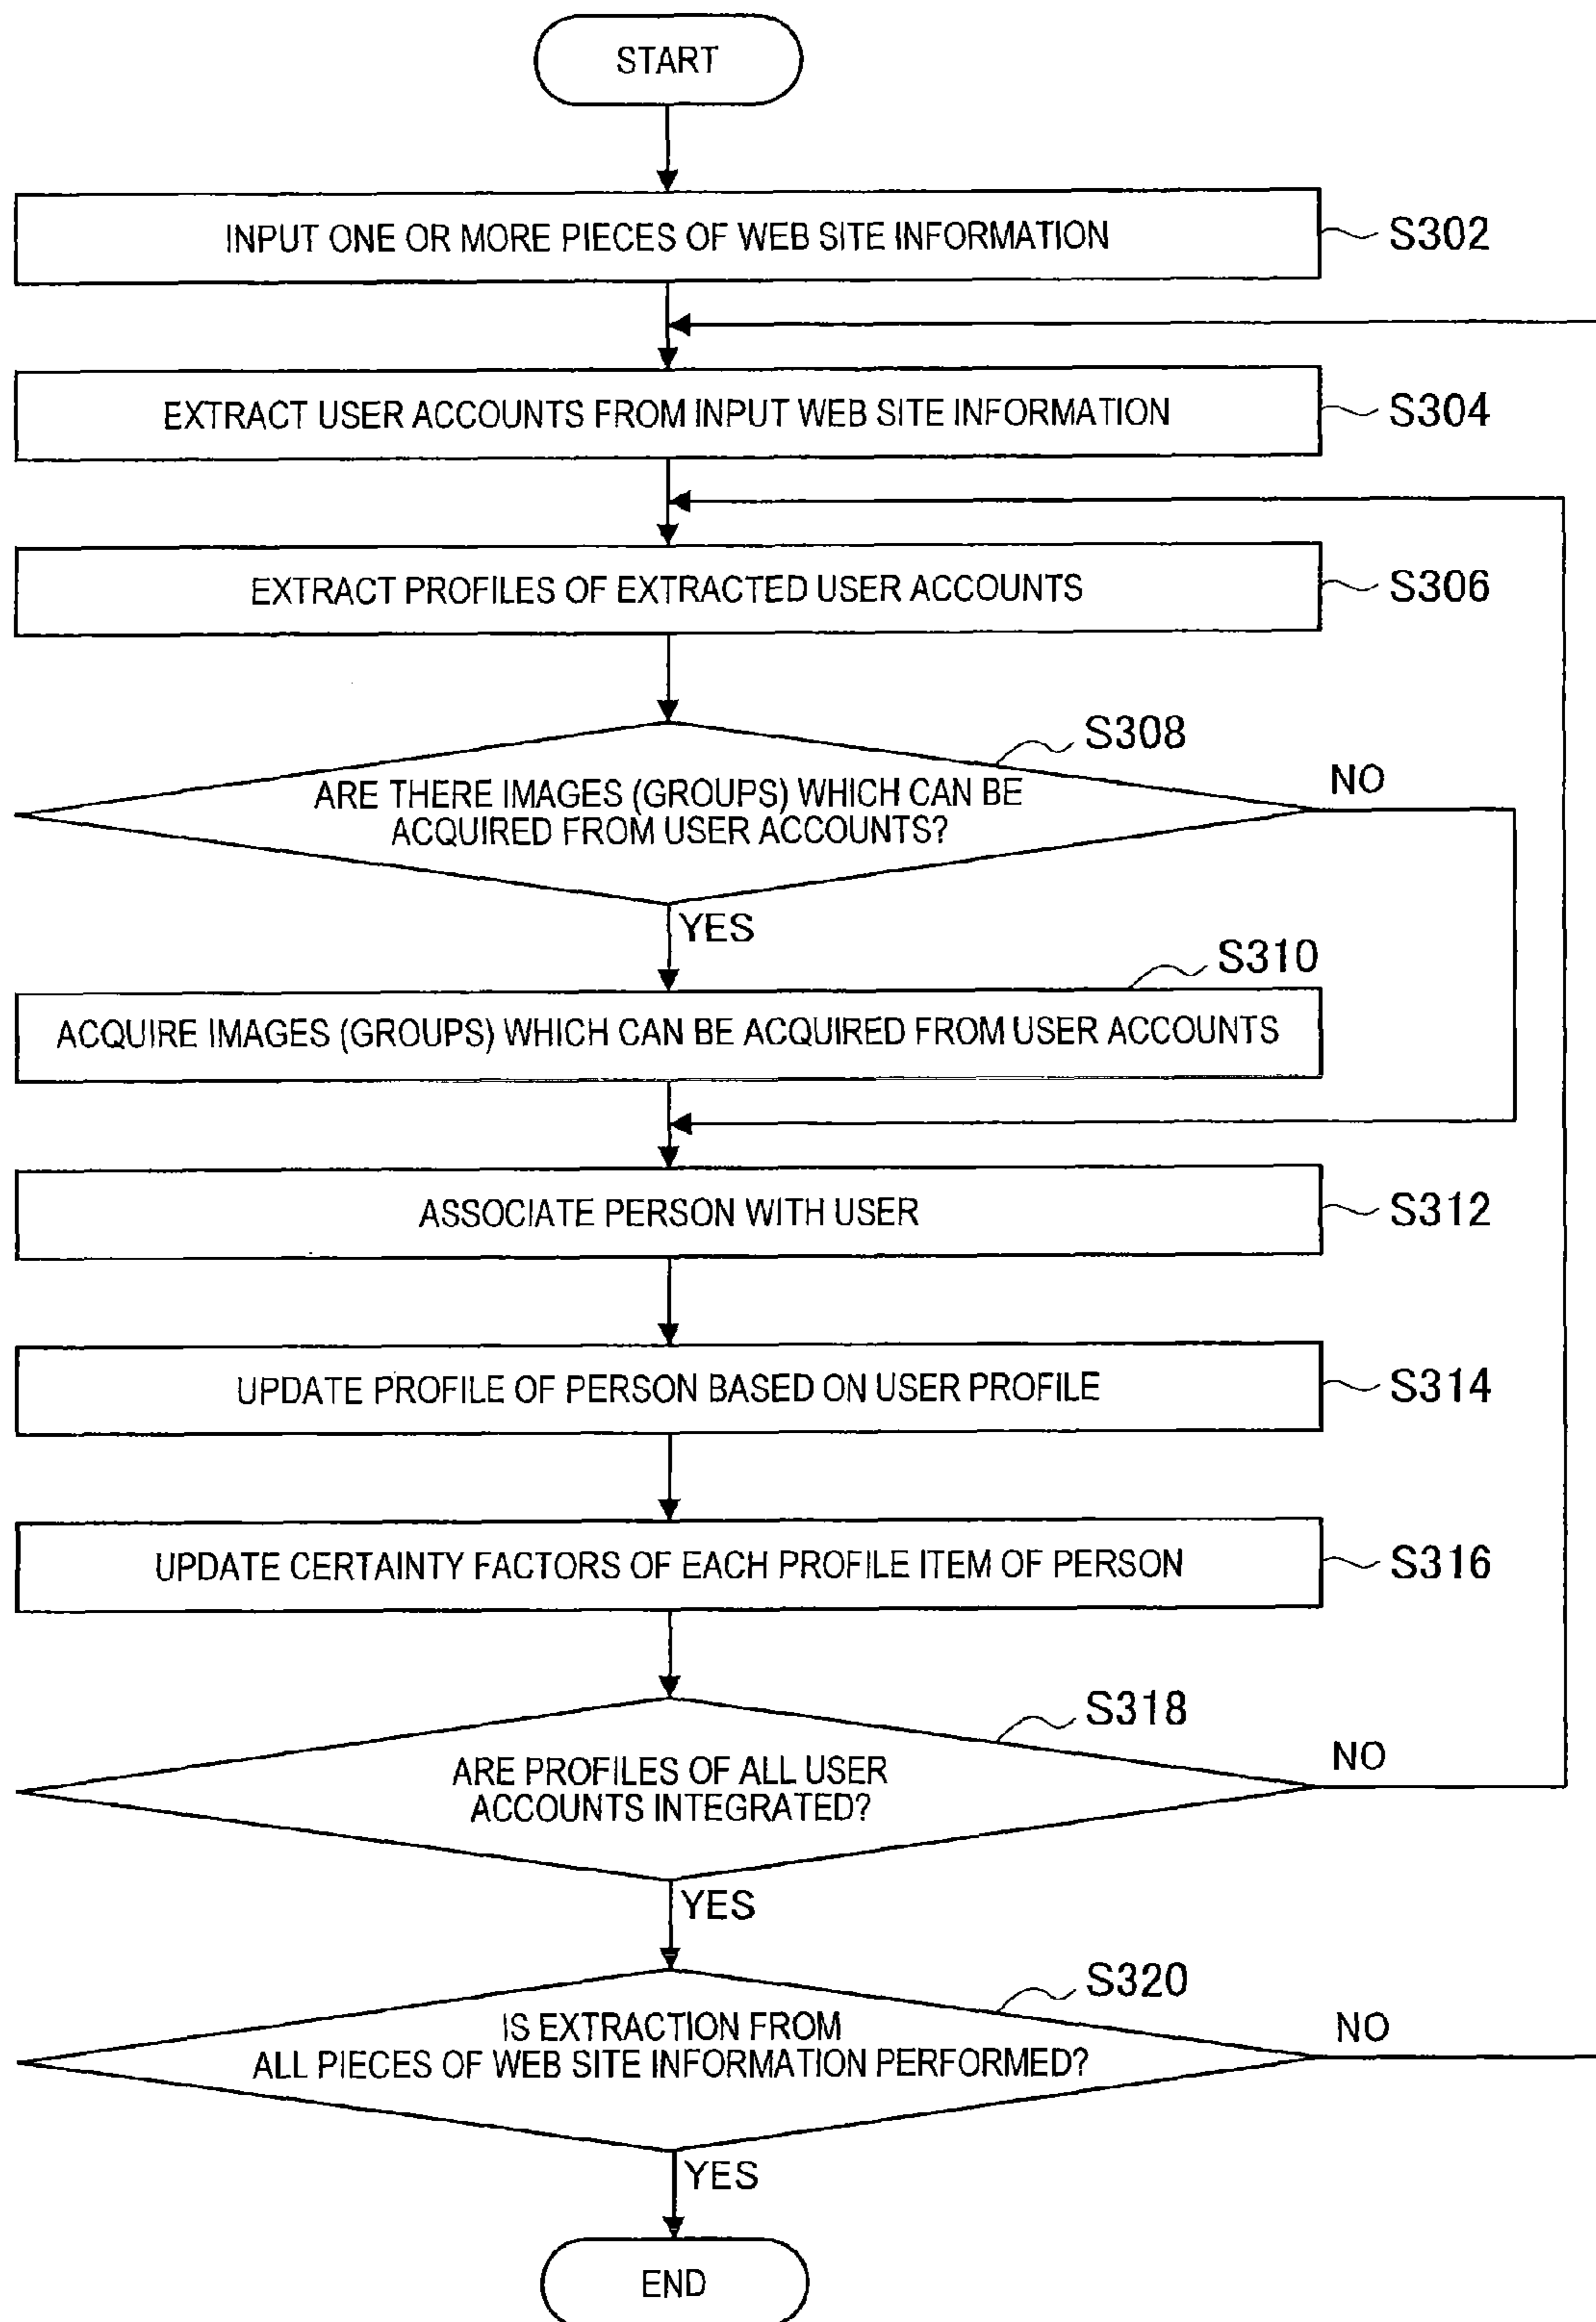 START
INPUT ONE OR MORE PIECES OF WEB SITE INFORMATION
S302
EXTRACT USER ACCOUNTS FROM INPUT WEB SITE INFORMATION
S304
EXTRACT PROFILES OF EXTRACTED USER ACCOUNTS
S306
S308
ARE THERE IMAGES (GROUPS) WHICH CAN BE
ACQUIRED FROM USER ACCOUNTS?
NO
YES
S310
ACQUIRE IMAGES (GROUPS) WHICH CAN BE ACQUIRED FROM USER ACCOUNTS
ASSOCIATE PERSON WITH USER
S312
UPDATE PROFILE OF PERSON BASED ON USER PROFILE
S314
UPDATE CERTAINTY FACTORS OF EACH PROFILE ITEM OF PERSON
S316
S318
ARE PROFILES OF ALL USER
ACCOUNTS INTEGRATED?
NO
YES
S320
IS EXTRACTION FROM
ALL PIECES OF WEB SITE INFORMATION PERFORMED?
NO
YES
END